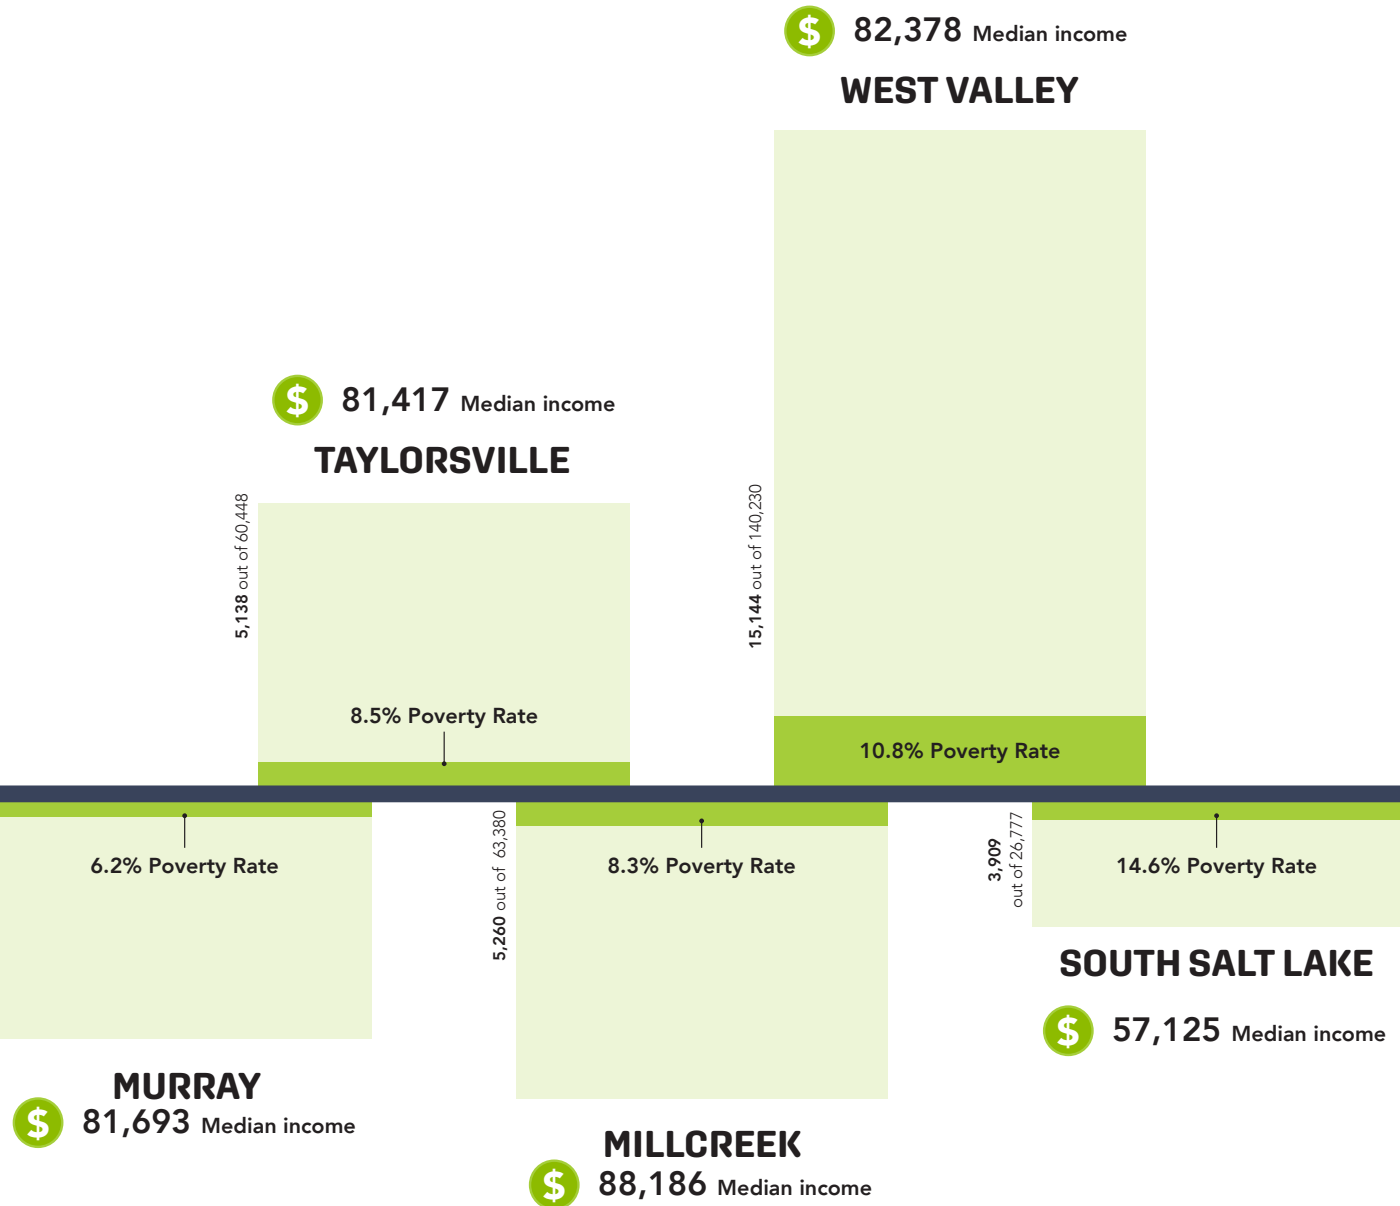 $ 82,378 Median income
WEST VALLEY
15,144 out of 140,230
10.8% Poverty Rate
$ 81,417 Median income
TAYLORSVILLE
5,138 out of 60,448
8.5% Poverty Rate
6.2% Poverty Rate
MURRAY
$ 81,693 Median income
5,260 out of 63,380
8.3% Poverty Rate
MILLCREEK
$ 88,186 Median income
3,909
out of 26,777
14.6% Poverty Rate
SOUTH SALT LAKE
$ 57,125 Median income